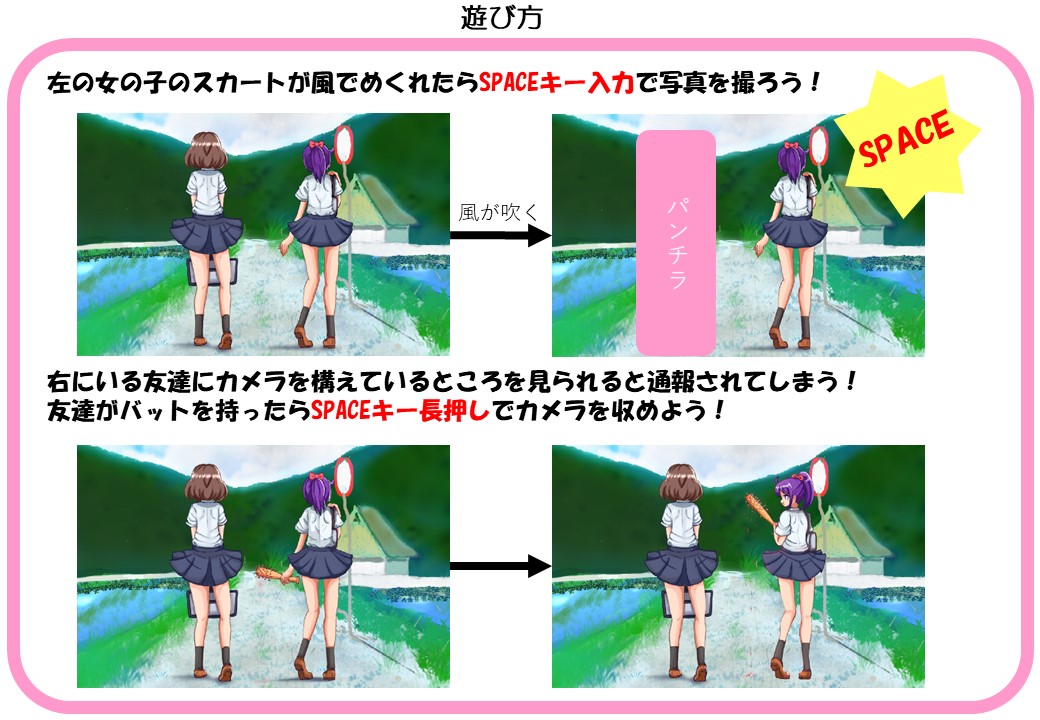 遊び方
左の女の子のスカートが風でめくれたらSPACEキー入力で写真を撮ろう！
SPACE
風が吹く
パンチラ
右にいる友達にカメラを構えているところを見られると通報されてしまう！
友達がバットを持ったらSPACEキー長押しでカメラを収めよう！